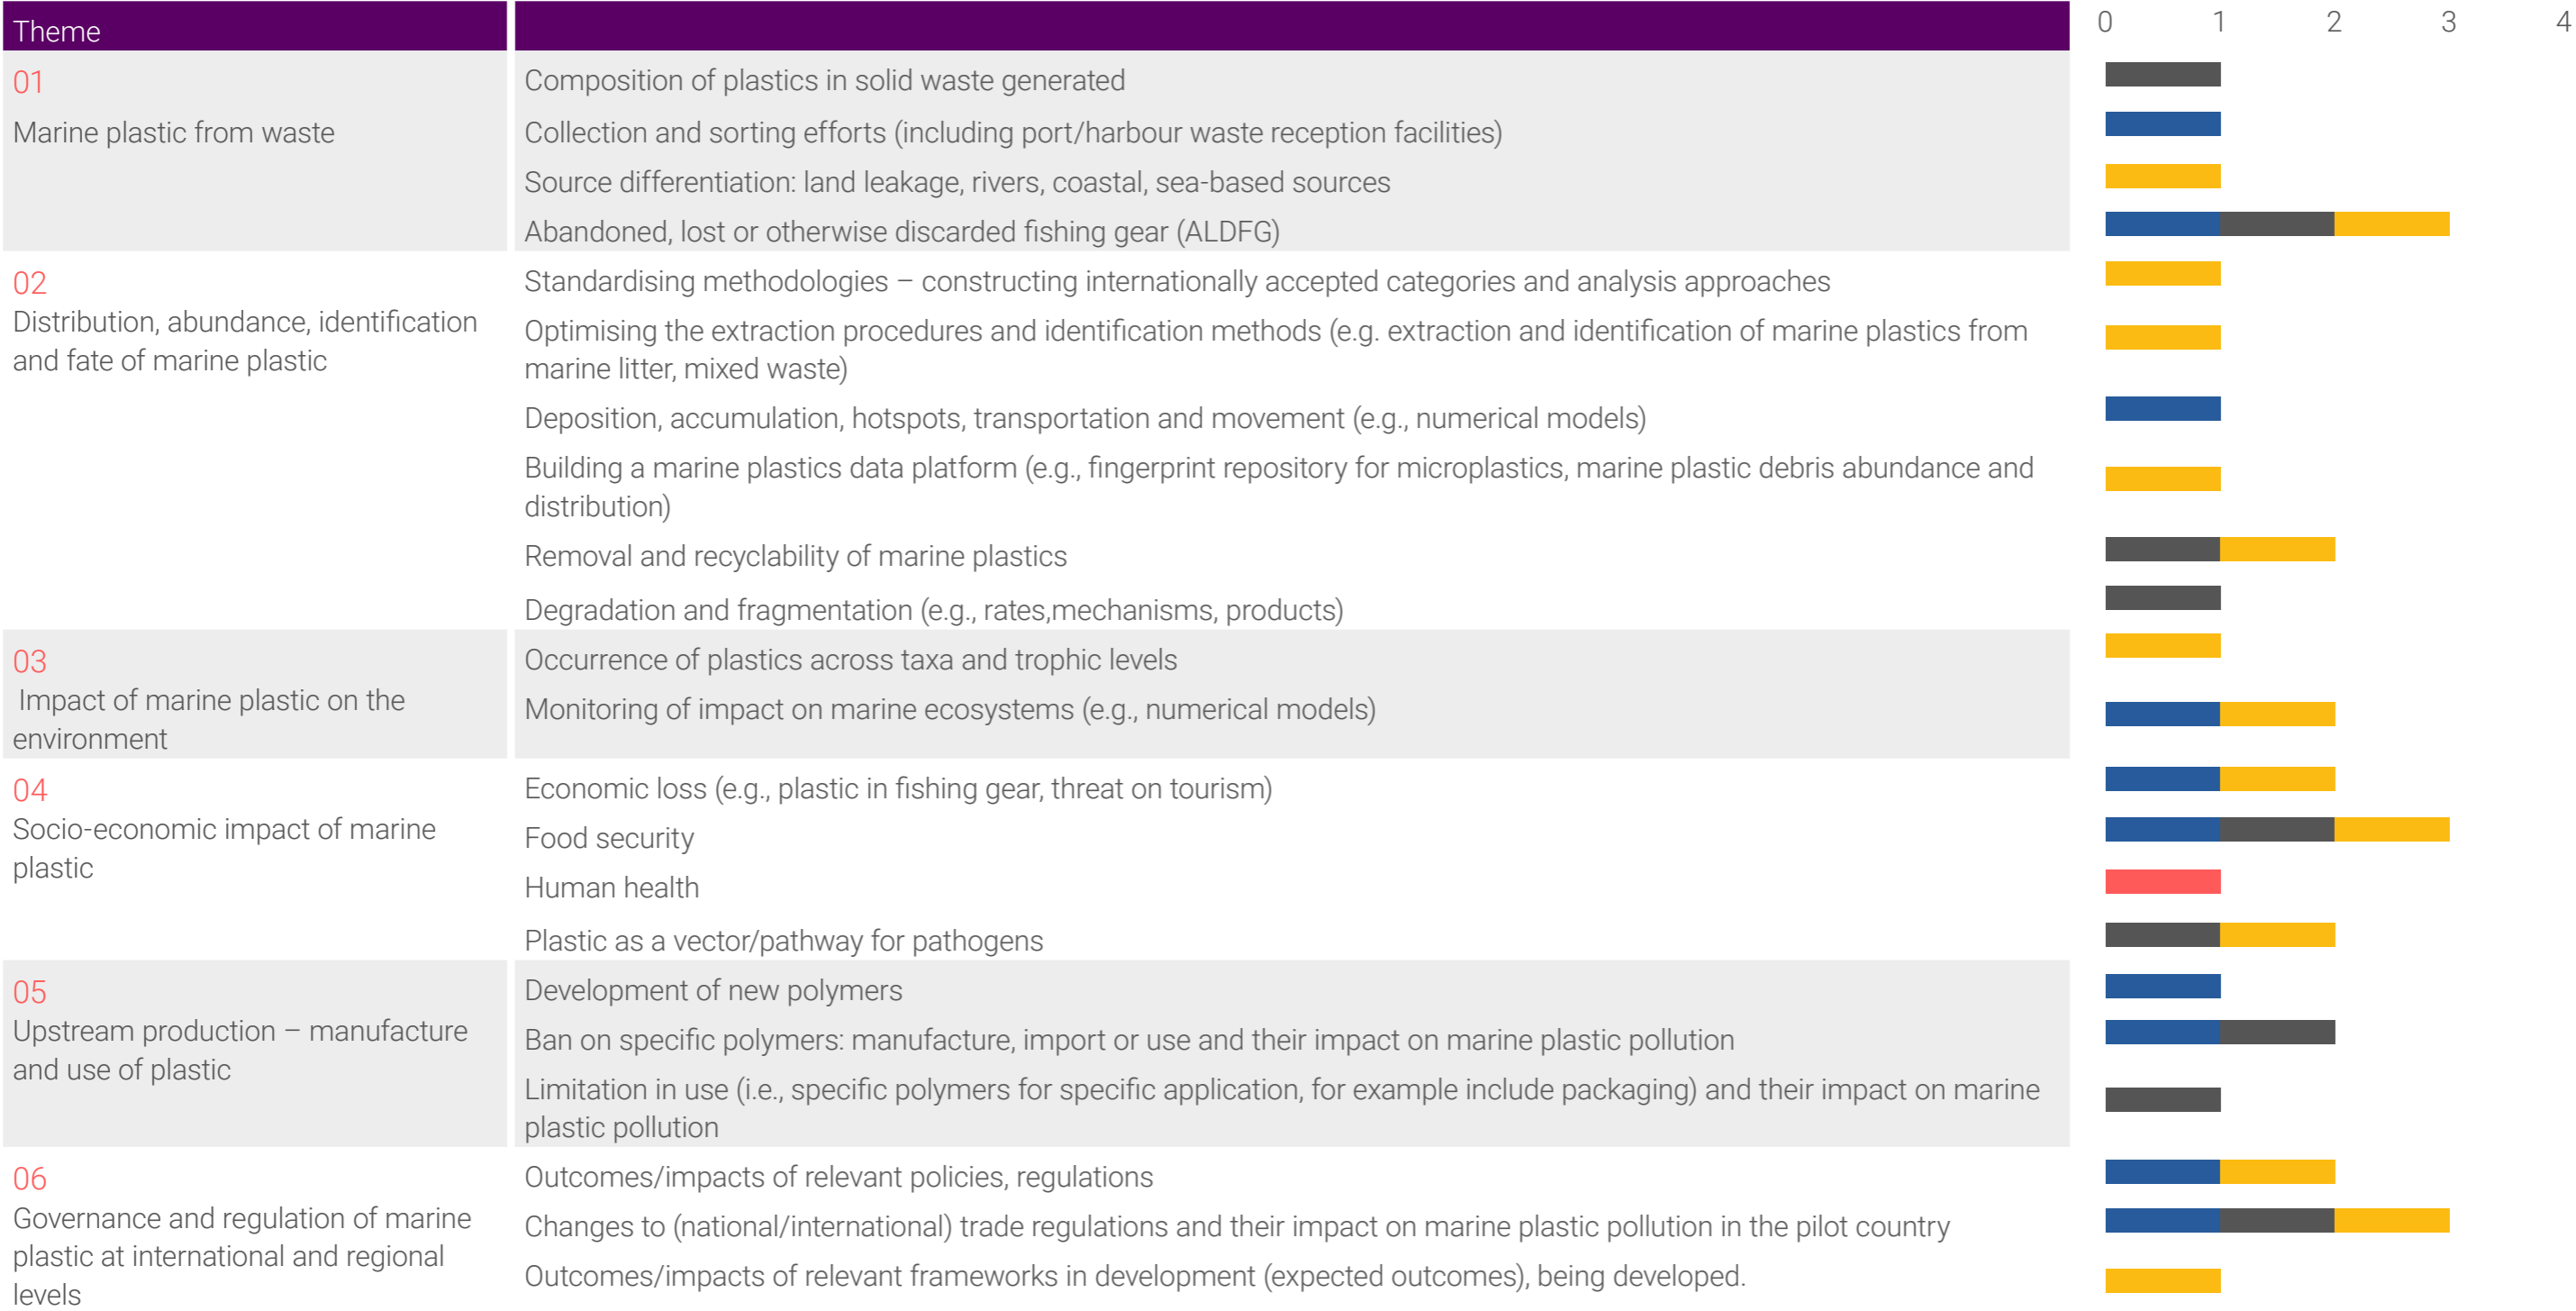 Theme
0 1 2 3 4
01
Marine plastic from waste
Composition of plastics in solid waste generated
Collection and sorting efforts (including port/harbour waste reception facilities)
Source differentiation: land leakage, rivers, coastal, sea-based sources
Abandoned, lost or otherwise discarded fishing gear (ALDFG)
02
Distribution, abundance, identification
and fate of marine plastic
Standardising methodologies – constructing internationally accepted categories and analysis approaches
Optimising the extraction procedures and identification methods (e.g. extraction and identification of marine plastics from
marine litter, mixed waste)
Deposition, accumulation, hotspots, transportation and movement (e.g., numerical models)
Building a marine plastics data platform (e.g., fingerprint repository for microplastics, marine plastic debris abundance and
distribution)
Removal and recyclability of marine plastics
Degradation and fragmentation (e.g., rates,mechanisms, products)
03
Impact of marine plastic on the
environment
Occurrence of plastics across taxa and trophic levels
Monitoring of impact on marine ecosystems (e.g., numerical models)
04
Socio-economic impact of marine
plastic
Economic loss (e.g., plastic in fishing gear, threat on tourism)
Food security
Human health
Plastic as a vector/pathway for pathogens
05
Upstream production – manufacture
and use of plastic
Development of new polymers
Ban on specific polymers: manufacture, import or use and their impact on marine plastic pollution
Limitation in use (i.e., specific polymers for specific application, for example include packaging) and their impact on marine
plastic pollution
06
Governance and regulation of marine
plastic at international and regional
levels
Outcomes/impacts of relevant policies, regulations
Changes to (national/international) trade regulations and their impact on marine plastic pollution in the pilot country
Outcomes/impacts of relevant frameworks in development (expected outcomes), being developed.